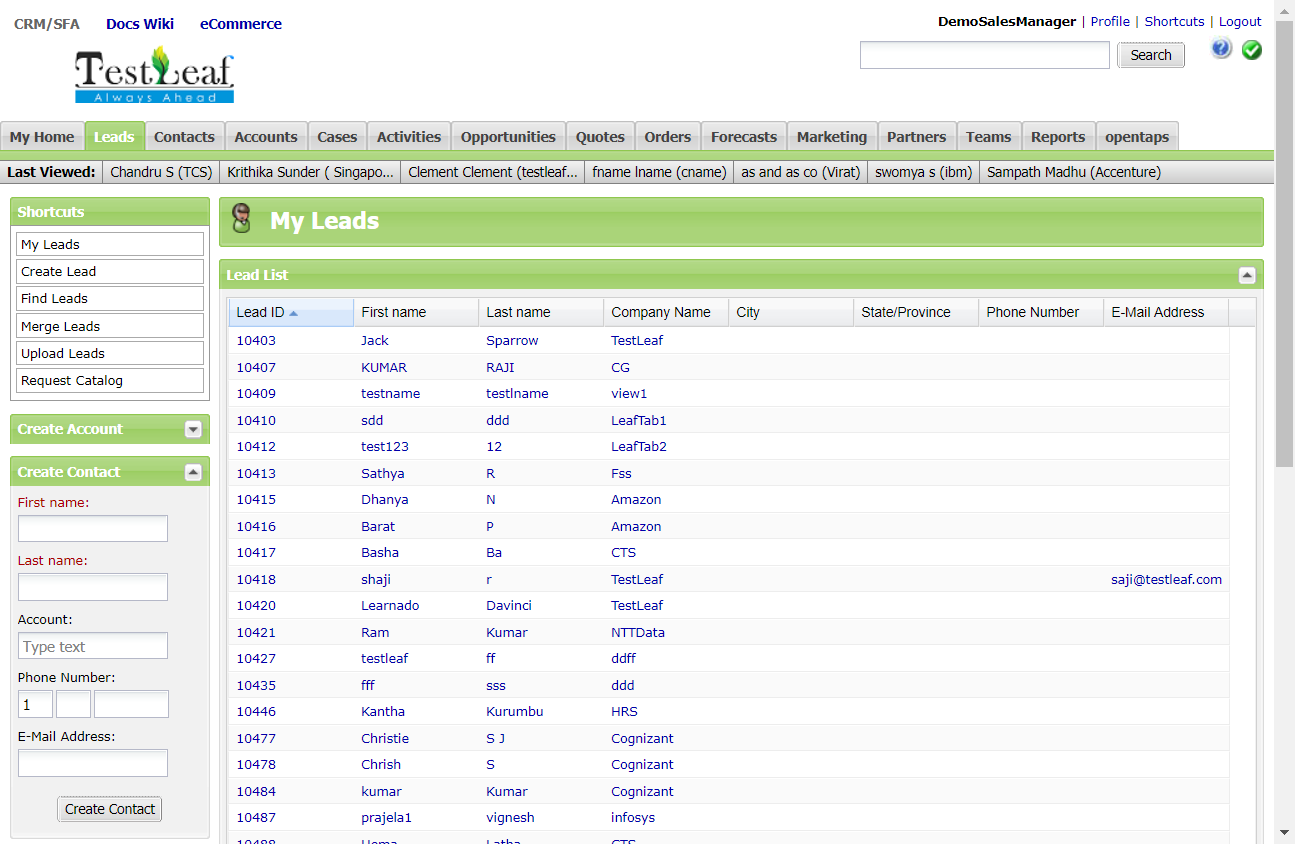 CRM/SFA Docs Wiki eCommerce
DemoSalesManager | Profile | Shortcuts | Logout
Search
TestLeaf
Always Ahead
My Home Leads Contacts Accounts Cases Activities Opportunities Quotes Orders Forecasts Marketing Partners Teams Reports opentaps
Last Viewed: Chandru S (TCS) Krithika Sunder ( Singapo... Clement Clement (testleaf... fname lname (cname) as and as co (Virat) swomya s (ibm) Sampath Madhu (Accenture)
Shortcuts
My Leads
Create Lead
Find Leads
Merge Leads
Upload Leads
Request Catalog
Create Account
Create Contact
First name:
Last name:
Account:
Type text
Phone Number:
1
E-Mail Address:
Create Contact
My Leads
Lead List
Lead ID First name Last name Company Name City State/Province Phone Number E-Mail Address
10403 Jack Sparrow TestLeaf
10407 KUMAR RAJI CG
10409 testname testlname view1
10410 sdd ddd LeafTab1
10412 test123 12 LeafTab2
10413 Sathya R Fss
10415 Dhanya N Amazon
10416 Barat P Amazon
10417 Basha Ba CTS
10418 shaji r TestLeaf saji@testleaf.com
10420 Learnado Davinci TestLeaf
10421 Ram Kumar NTTData
10427 testleaf ff ddff
10435 fff sss ddd
10446 Kantha Kurumbu HRS
10477 Christie S J Cognizant
10478 Chrish S Cognizant
10484 kumar Kumar Cognizant
10487 prajela1 vignesh infosys
10488 Hema Latha CTS